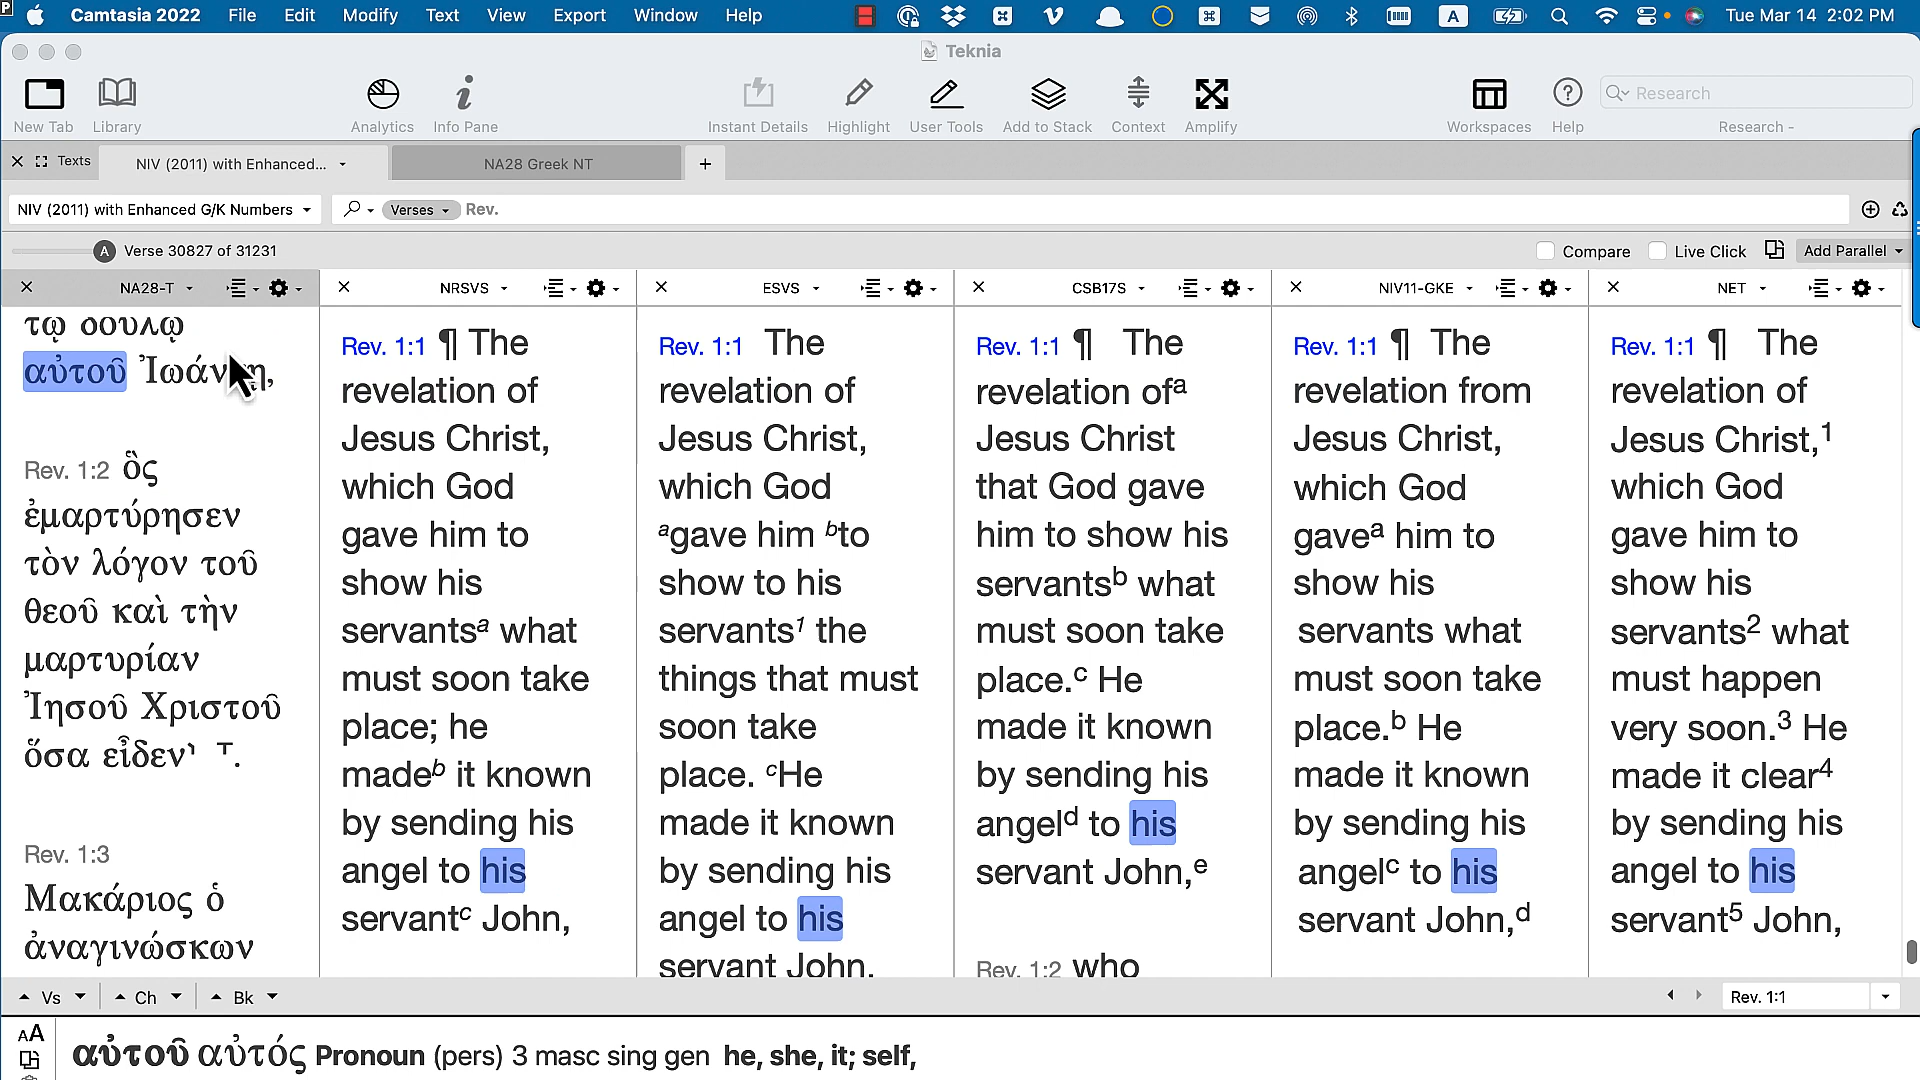 Camtasia 2022 File Edit Modify Text View Export Window Help Tue Mar 14 2:02 PM
Teknia
New Tab Library Analytics Info Pane Instant Details Highlight User Tools Add to Stack Context Amplify Workspaces Help Research
Research -
Texts NIV (2011) with Enhanced... NA28 Greek NT +
NIV (2011) with Enhanced G/K Numbers Verses Rev.
A Verse 30827 of 31231 Compare Live Click Add Parallel
NA28-T
τῷ δούλῳ
αὐτοῦ
Rev. 1:2 ὃς
ἐμαρτύρησεν
τὸν λόγον τοῦ
θεοῦ καὶ τὴν
μαρτυρίαν
Ἰησοῦ Χριστοῦ
ὅσα εἶδεν⸃ ⸆.
Rev. 1:3
Μακάριος ὁ
ἀναγινώσκων
NRSVS
Rev. 1:1 ¶ The
revelation of
Jesus Christ,
which God
gave him to
show his
servantsᵃ what
must soon take
place; he
madeᵇ it known
by sending his
angel to his
servantᶜ John,
ESVS
Rev. 1:1 The
revelation of
Jesus Christ,
which God
ᵃgave him ᵇto
show to his
servants¹ the
things that must
soon take
place. ᶜHe
made it known
by sending his
angel to his
servant John,
CSB17S
Rev. 1:1 ¶ The
revelation ofᵃ
Jesus Christ
that God gave
him to show his
servantsᵇ what
must soon take
place.ᶜ He
made it known
by sending his
angelᵈ to his
servant John,ᵉ
Rev. 1:2 who
NIV11-GKE
Rev. 1:1 ¶ The
revelation from
Jesus Christ,
which God
gaveᵃ him to
show his
servants what
must soon take
place.ᵇ He
made it known
by sending his
angelᶜ to his
servant John,ᵈ
NET
Rev. 1:1 ¶ The
revelation of
Jesus Christ,¹
which God
gave him to
show his
servants² what
must happen
very soon.³ He
made it clear⁴
by sending his
angel to his
servant⁵ John,
Vs Ch Bk Rev. 1:1
AA αὐτοῦ αὐτός Pronoun (pers) 3 masc sing gen he, she, it; self,